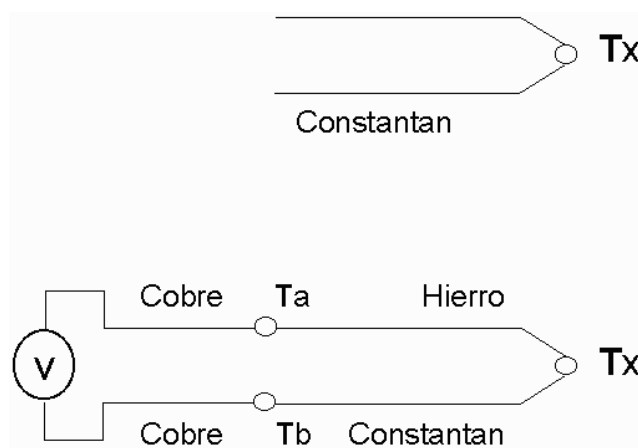 Tx
Constantan
Cobre Ta Hierro
V Tx
Cobre Tb Constantan